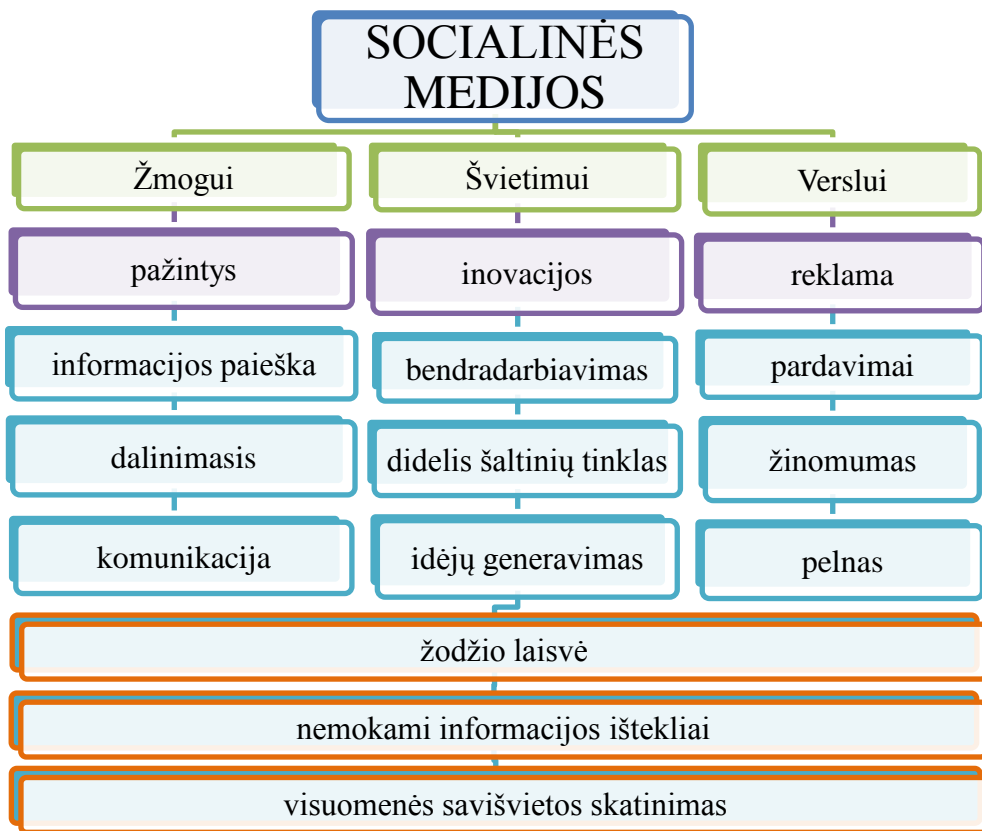 SOCIALINĖS
MEDIJOS
Žmogui
Švietimui
Verslui
pažintys
inovacijos
reklama
informacijos paieška
bendradarbiavimas
pardavimai
dalinimasis
didelis šaltinių tinklas
žinomumas
komunikacija
idėjų generavimas
pelnas
žodžio laisvė
nemokami informacijos ištekliai
visuomenės savišvietos skatinimas